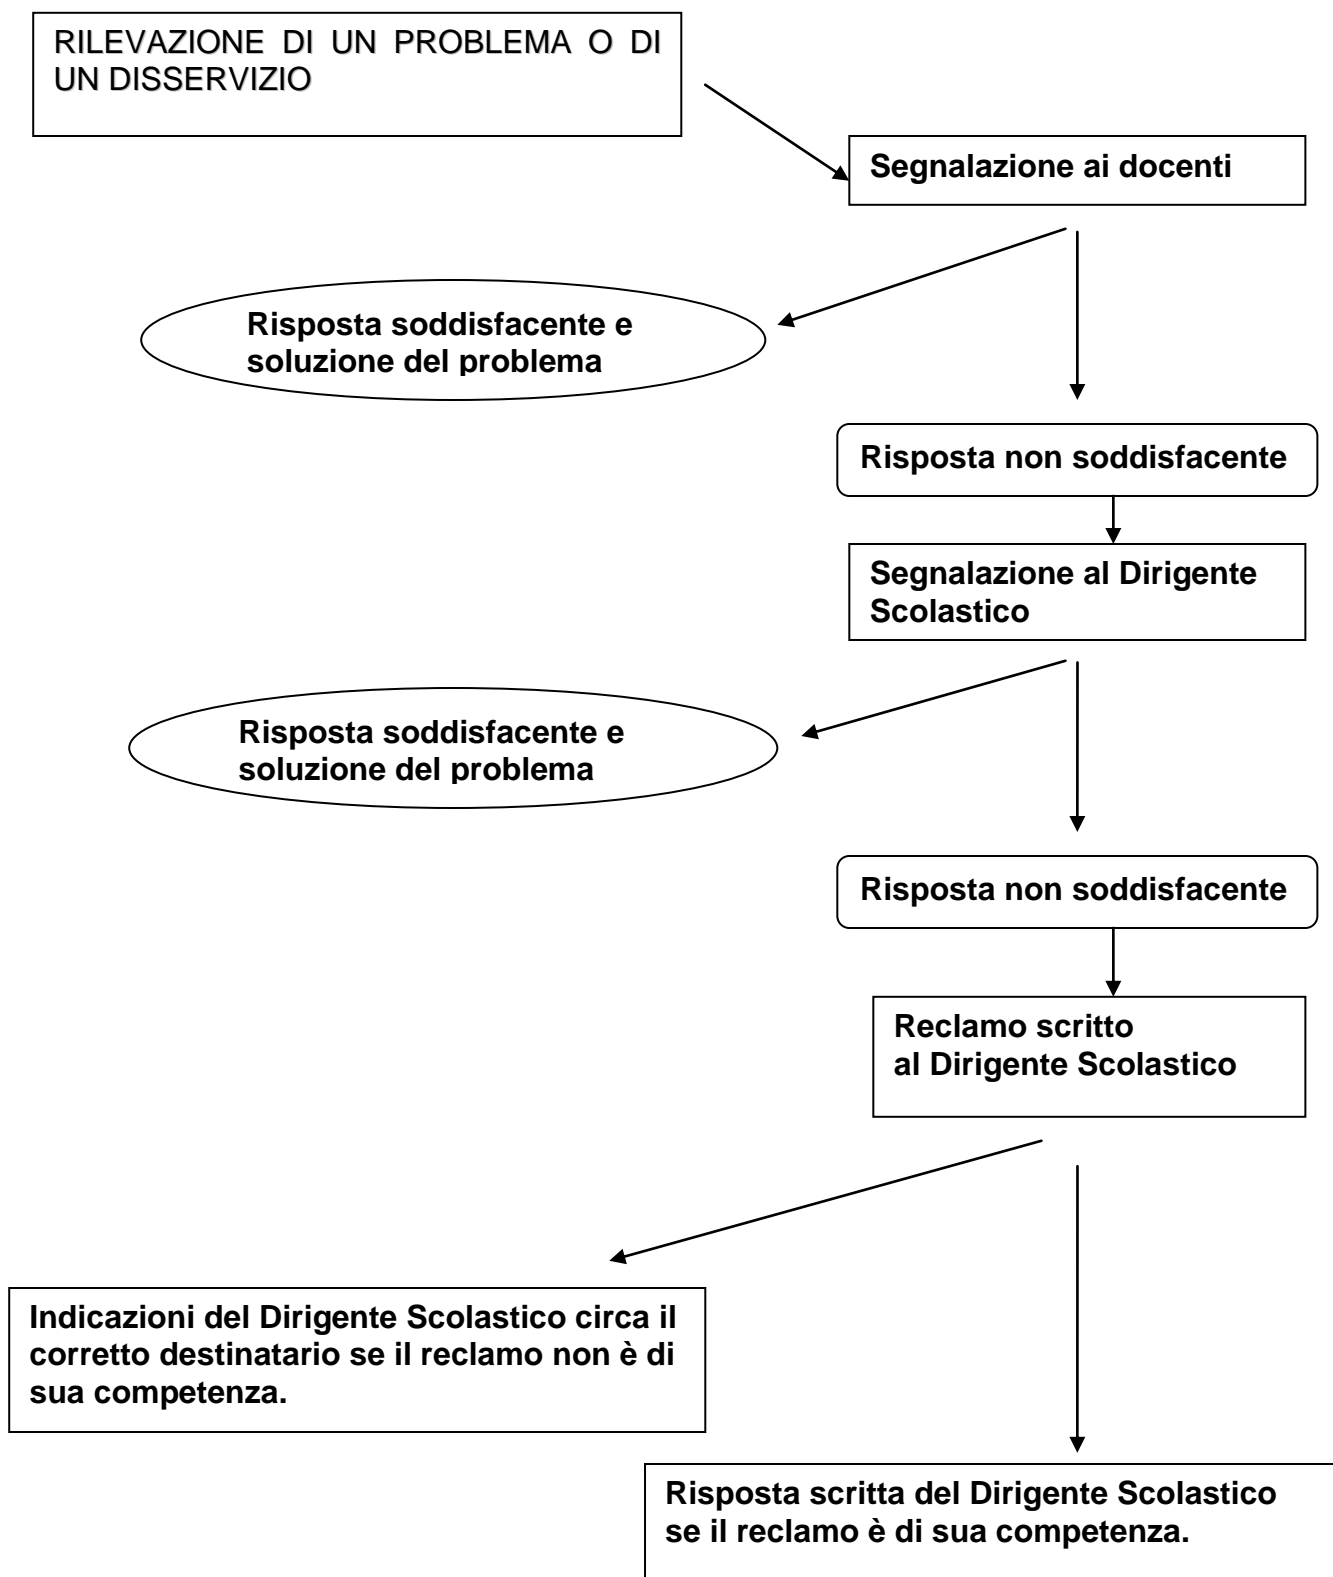 RILEVAZIONE DI UN PROBLEMA O DI
UN DISSERVIZIO
Segnalazione ai docenti
Risposta soddisfacente e
soluzione del problema
Risposta non soddisfacente
Segnalazione al Dirigente
Scolastico
Risposta soddisfacente e
soluzione del problema
Risposta non soddisfacente
Reclamo scritto
al Dirigente Scolastico
Indicazioni del Dirigente Scolastico circa il
corretto destinatario se il reclamo non è di
sua competenza.
Risposta scritta del Dirigente Scolastico
se il reclamo è di sua competenza.